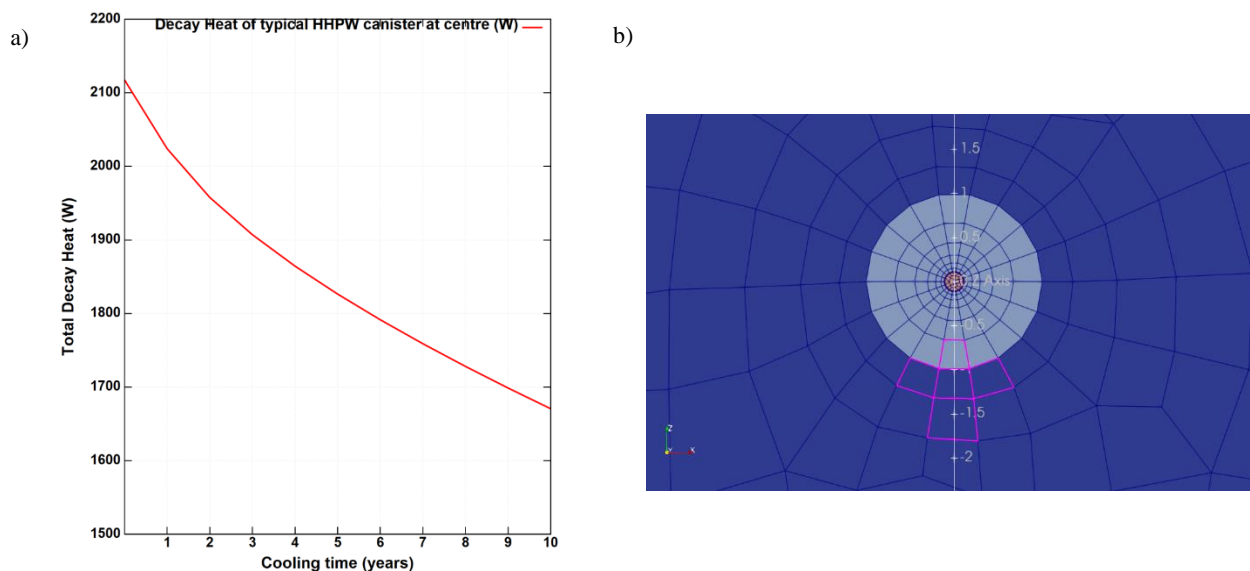 a)
Decay Heat of typical HHPW canister at centre (W)
2200
2100
2000
1900
1800
1700
1600
1500
Total Decay Heat (W)
1 2 3 4 5 6 7 8 9 10
Cooling time (years)
b)
1.5
1
0.5
Z Axis
-0.5
-1.5
-2
Z
X